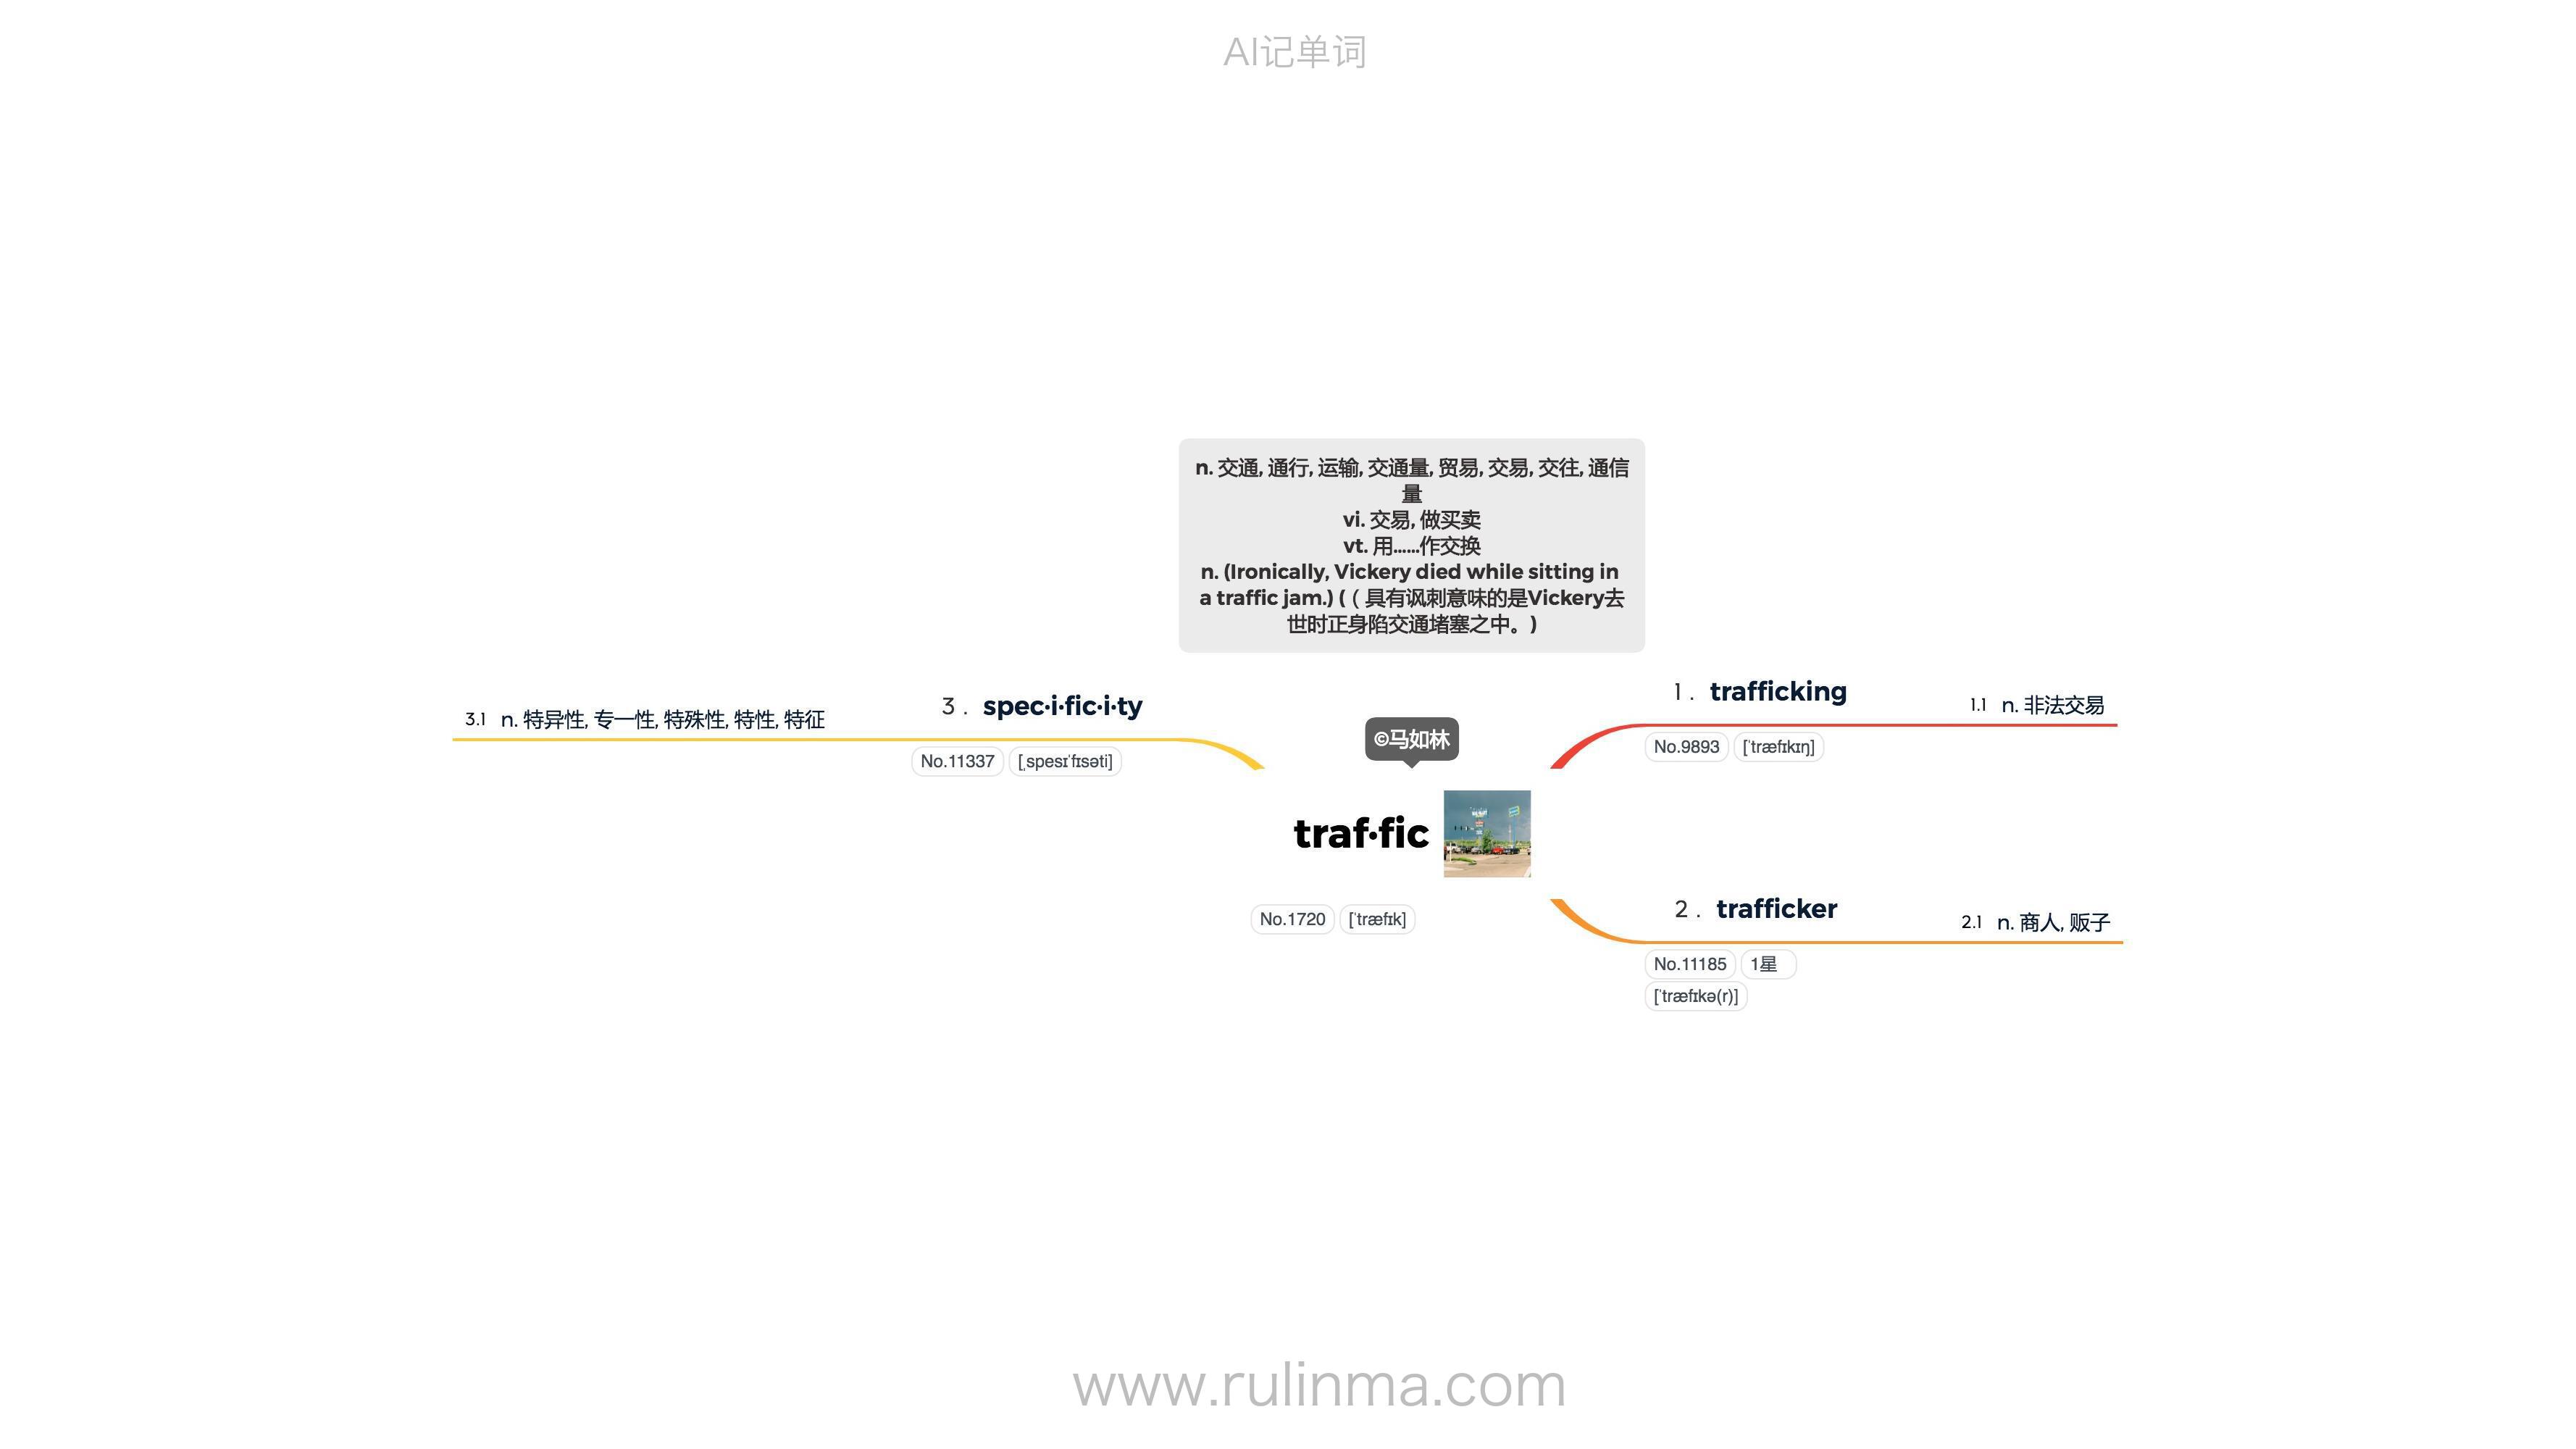 AI记单词
n. 交通, 通行, 运输, 交通量, 贸易, 交易, 交往, 通信
量
vi. 交易, 做买卖
vt. 用……作交换
n. (Ironically, Vickery died while sitting in
a traffic jam.) (（具有讽刺意味的是Vickery去
世时正身陷交通堵塞之中。)
1 . trafficking
1.1 n. 非法交易
No.9893 [ˈtræfɪkɪŋ]
3 . spec·i·fic·i·ty
3.1 n. 特异性, 专一性, 特殊性, 特性, 特征
No.11337 [ˌspesɪˈfɪsəti]
©马如林
traf·fic
No.1720 [ˈtræfɪk]
2 . trafficker
2.1 n. 商人, 贩子
No.11185 1星
[ˈtræfɪkə(r)]
www.rulinma.com